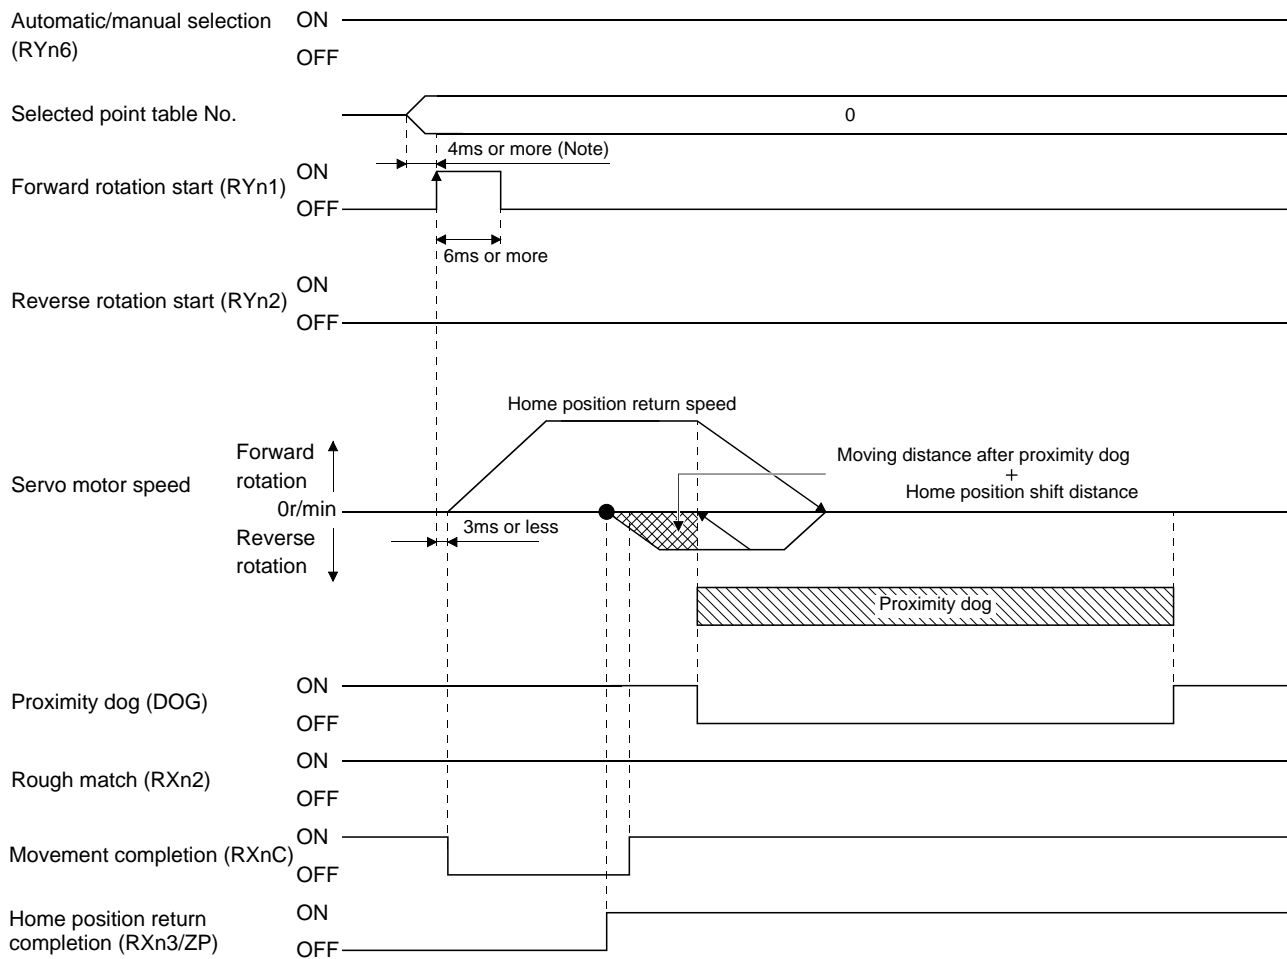 Automatic/manual selection
(RYn6)
ON
OFF
Selected point table No.
0
4ms or more (Note)
Forward rotation start (RYn1)
ON
OFF
6ms or more
Reverse rotation start (RYn2)
ON
OFF
Home position return speed
Servo motor speed
Forward
rotation
0r/min
Reverse
rotation
3ms or less
Moving distance after proximity dog
+
Home position shift distance
Proximity dog
Proximity dog (DOG)
ON
OFF
Rough match (RXn2)
ON
OFF
Movement completion (RXnC)
ON
OFF
Home position return
completion (RXn3/ZP)
ON
OFF